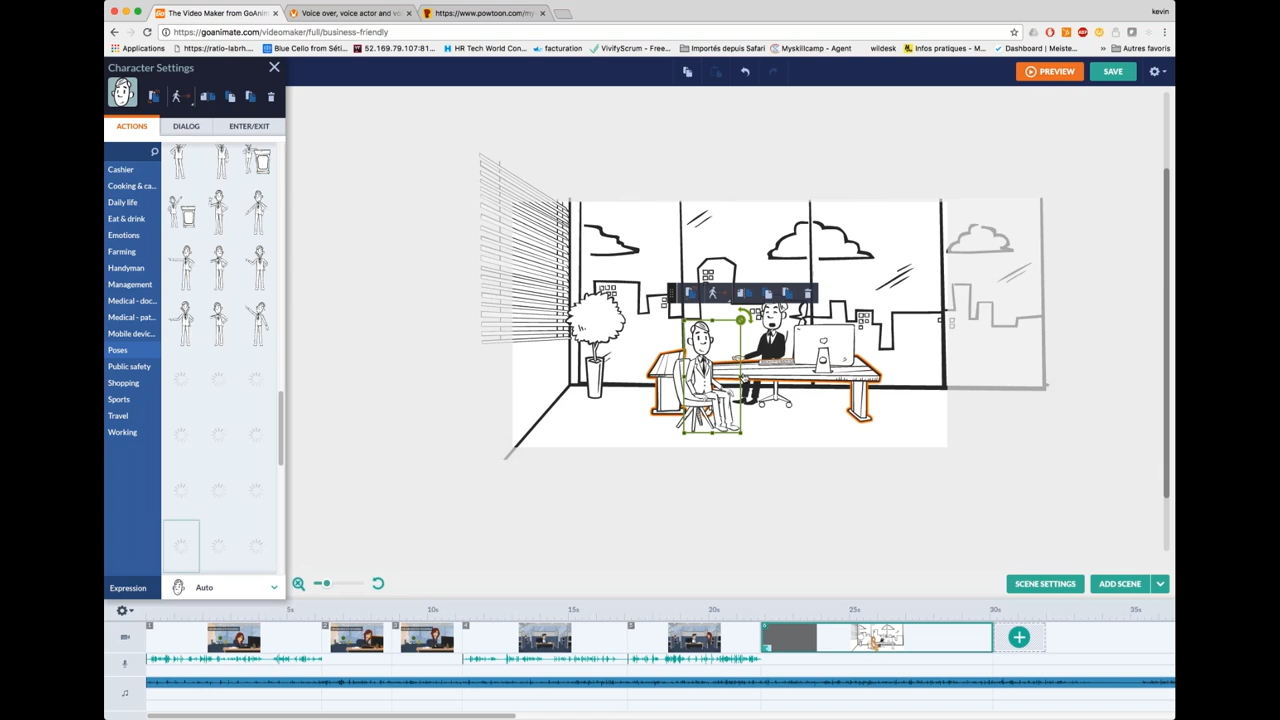 The Video Maker from GoAnim
Voice over, voice actor and vo
https://www.powtoon.com/my
kevin
https://goanimate.com/videomaker/full/business-friendly
Applications
https://ratio-labrh....
Blue Cello from Séti...
52.169.79.107:81...
HR Tech World Con...
facturation
VivifyScrum - Free...
Importés depuis Safari
Myskillcamp - Agent
wildesk
Infos pratiques - M...
Dashboard | Meiste...
»
Autres favoris
Character Settings
PREVIEW
SAVE
ACTIONS
DIALOG
ENTER/EXIT
Cashier
Cooking & ca...
Daily life
Eat & drink
Emotions
Farming
Handyman
Management
Medical - doc...
Medical - pat...
Mobile devic...
Poses
Public safety
Shopping
Sports
Travel
Working
Expression
Auto
SCENE SETTINGS
ADD SCENE
5s
10s
15s
20s
25s
30s
35s